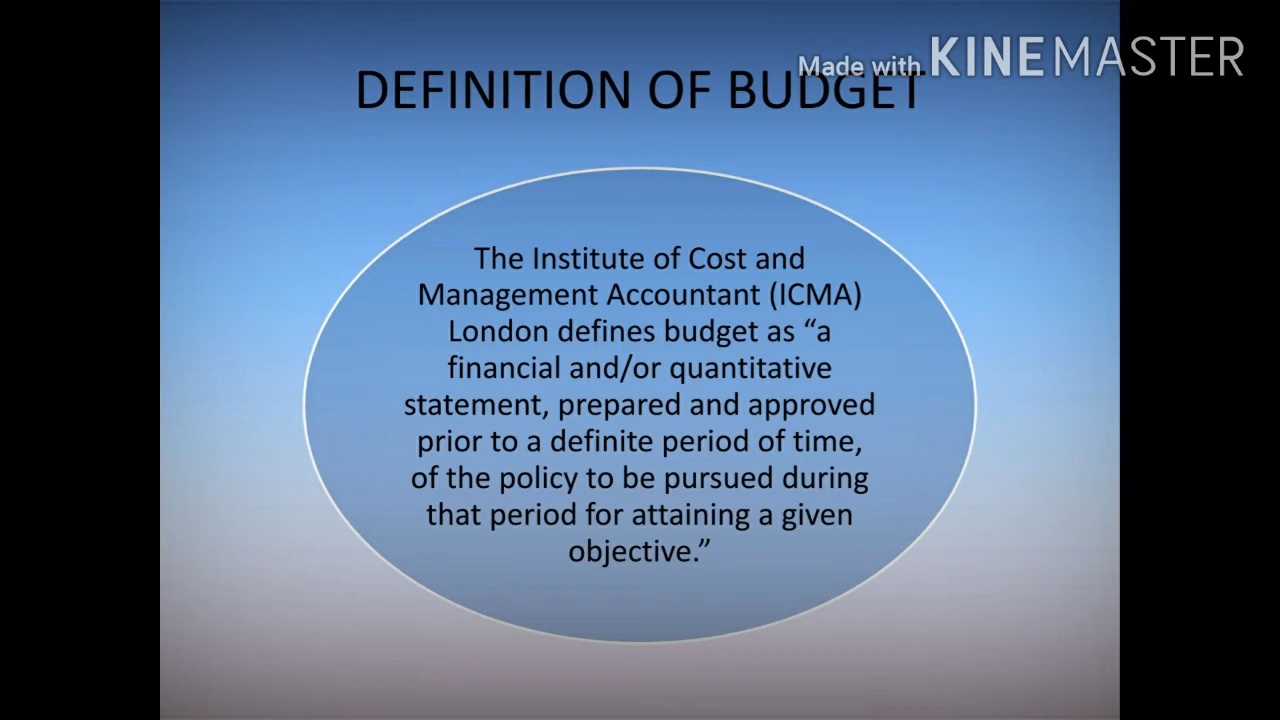 Made with KINEMASTER
DEFINITION OF BUDGET
The Institute of Cost and
Management Accountant (ICMA)
London defines budget as “a
financial and/or quantitative
statement, prepared and approved
prior to a definite period of time,
of the policy to be pursued during
that period for attaining a given
objective.”